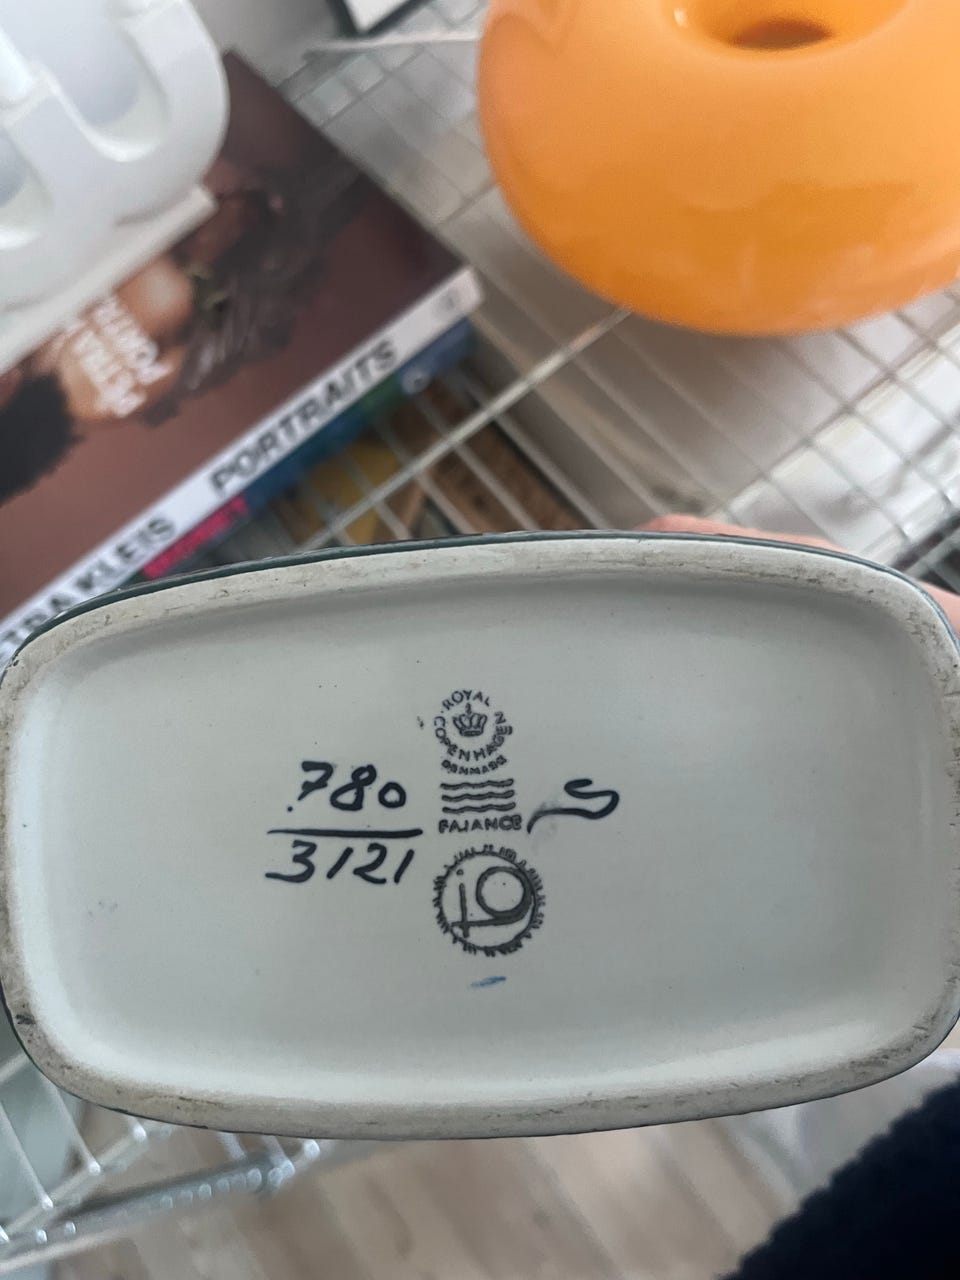 PORTRAITS
ROYAL COPENHAGEN
DENMARK
FAJANCE
780
3121